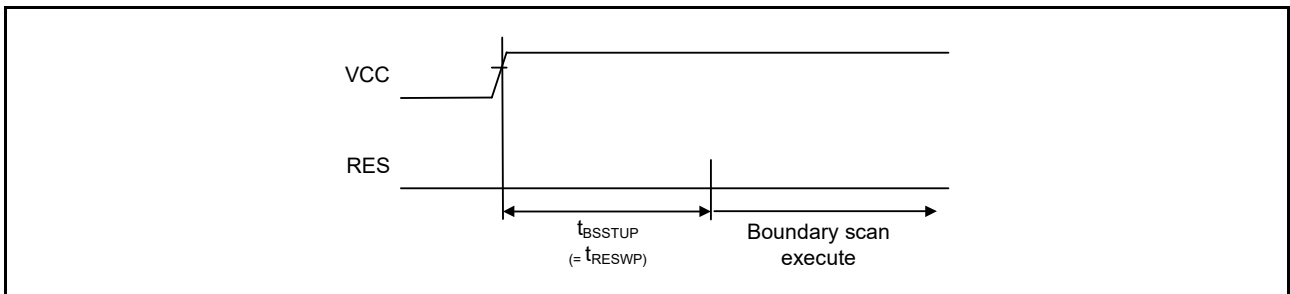 VCC
RES
tBSSTUP
(= tRESWP)
Boundary scan
execute